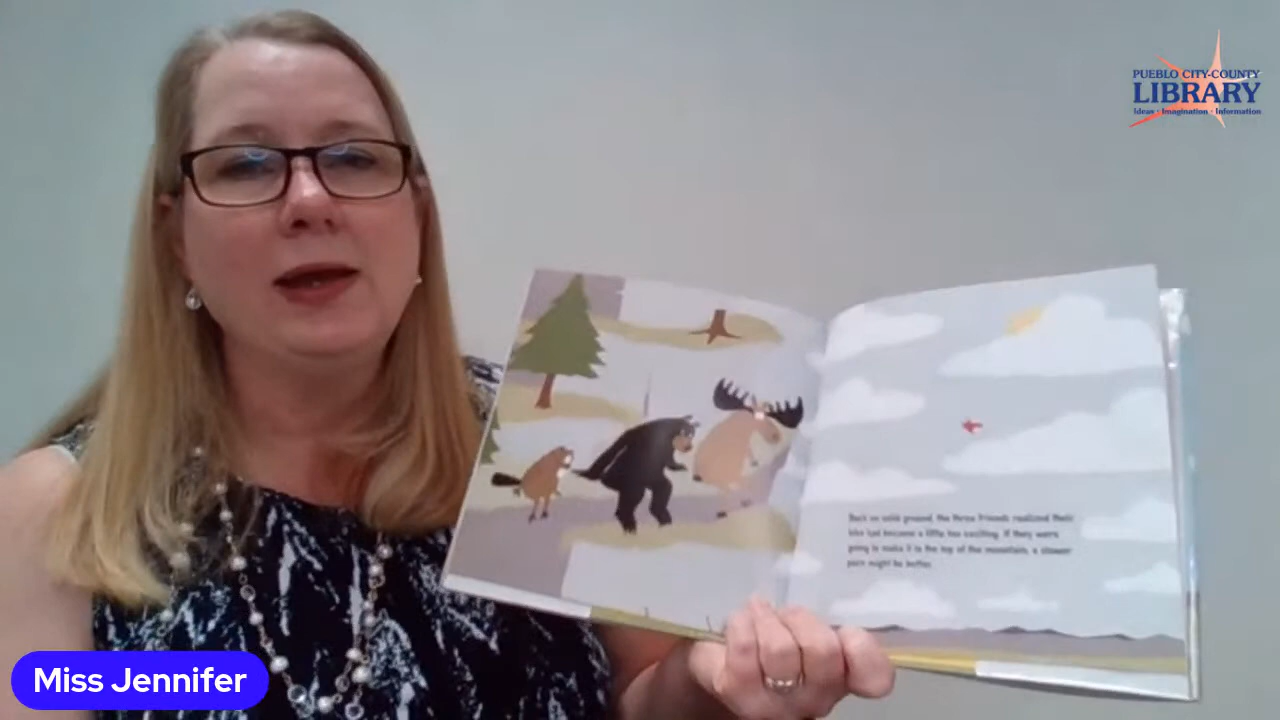 PUEBLO CITY-COUNTY
LIBRARY
Ideas · Imagination · Information
Back on solid ground, the three friends realized their
hike had become a little too exciting. If they were
going to make it to the top of the mountain, a slower
pace might be better.
Miss Jennifer